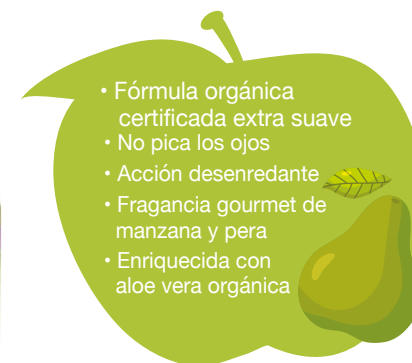 • Fórmula orgánica
certificada extra suave
• No pica los ojos
• Acción desenredante
• Fragancia gourmet de
manzana y pera
• Enriquecida con
aloe vera orgánica